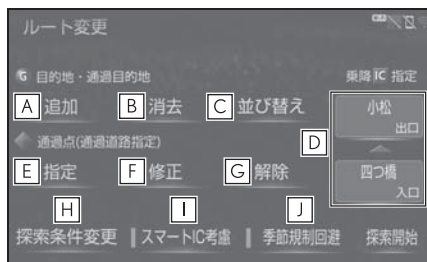 ルート変更
G 目的地・通過目的地 乗降IC 指定
A 追加 B 消去 C 並び替え
小松
出口
D
通過点(通過道路指定)
E 指定 F 修正 G 解除
四つ橋
入口
H I J
探索条件変更 スマートIC考慮 季節規制回避 探索開始